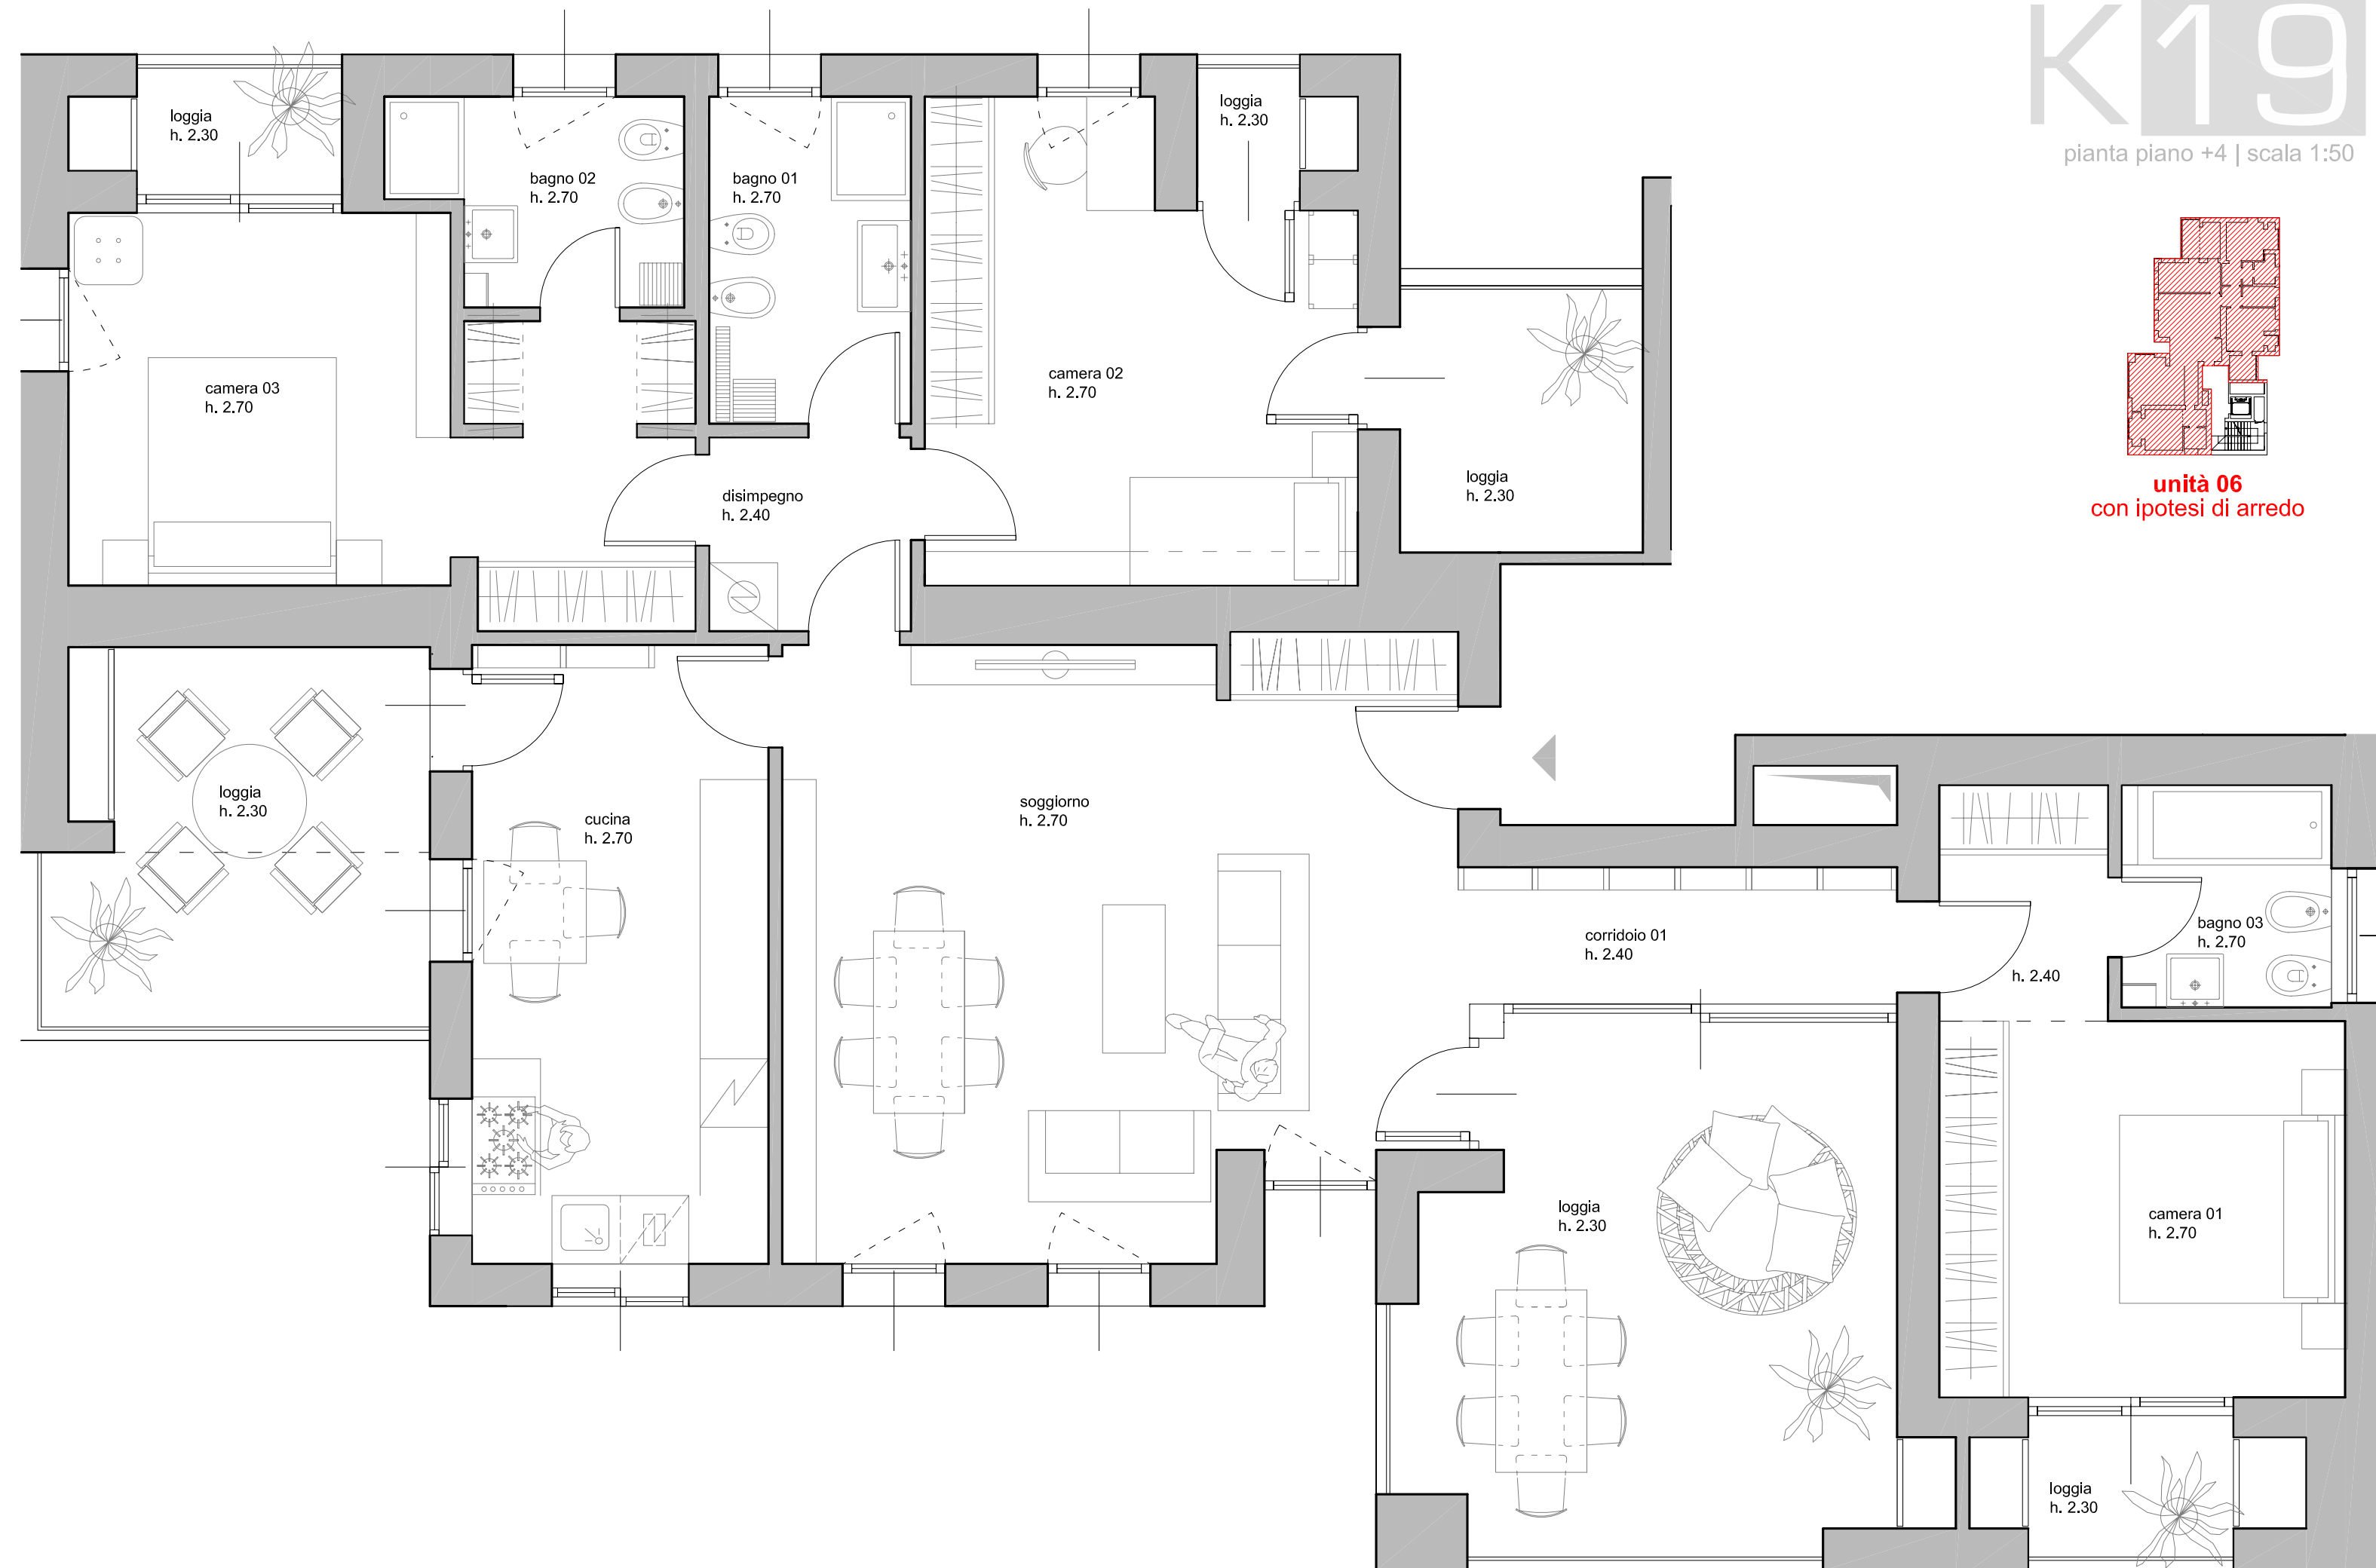 K19
pianta piano +4 | scala 1:50
unità 06
con ipotesi di arredo
loggia
h. 2.30
bagno 02
h. 2.70
bagno 01
h. 2.70
loggia
h. 2.30
camera 03
h. 2.70
camera 02
h. 2.70
disimpegno
h. 2.40
loggia
h. 2.30
loggia
h. 2.30
cucina
h. 2.70
soggiorno
h. 2.70
corridoio 01
h. 2.40
h. 2.40
bagno 03
h. 2.70
loggia
h. 2.30
camera 01
h. 2.70
loggia
h. 2.30